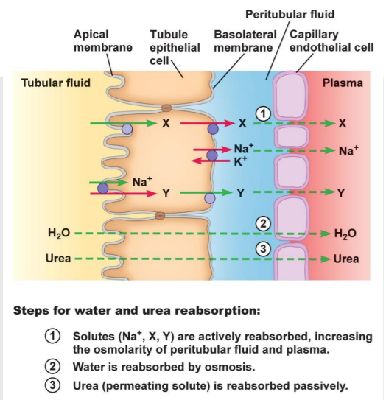 Peritubular fluid
Apical membrane
Tubule epithelial cell
Basolateral membrane
Capillary endothelial cell
Tubular fluid
Plasma
1
X X X
Na⁺ Na⁺
K⁺
Na⁺
Y Y Y
2
H₂O H₂O
3
Urea Urea
Steps for water and urea reabsorption:
1 Solutes (Na⁺, X, Y) are actively reabsorbed, increasing
the osmolarity of peritubular fluid and plasma.
2 Water is reabsorbed by osmosis.
3 Urea (permeating solute) is reabsorbed passively.